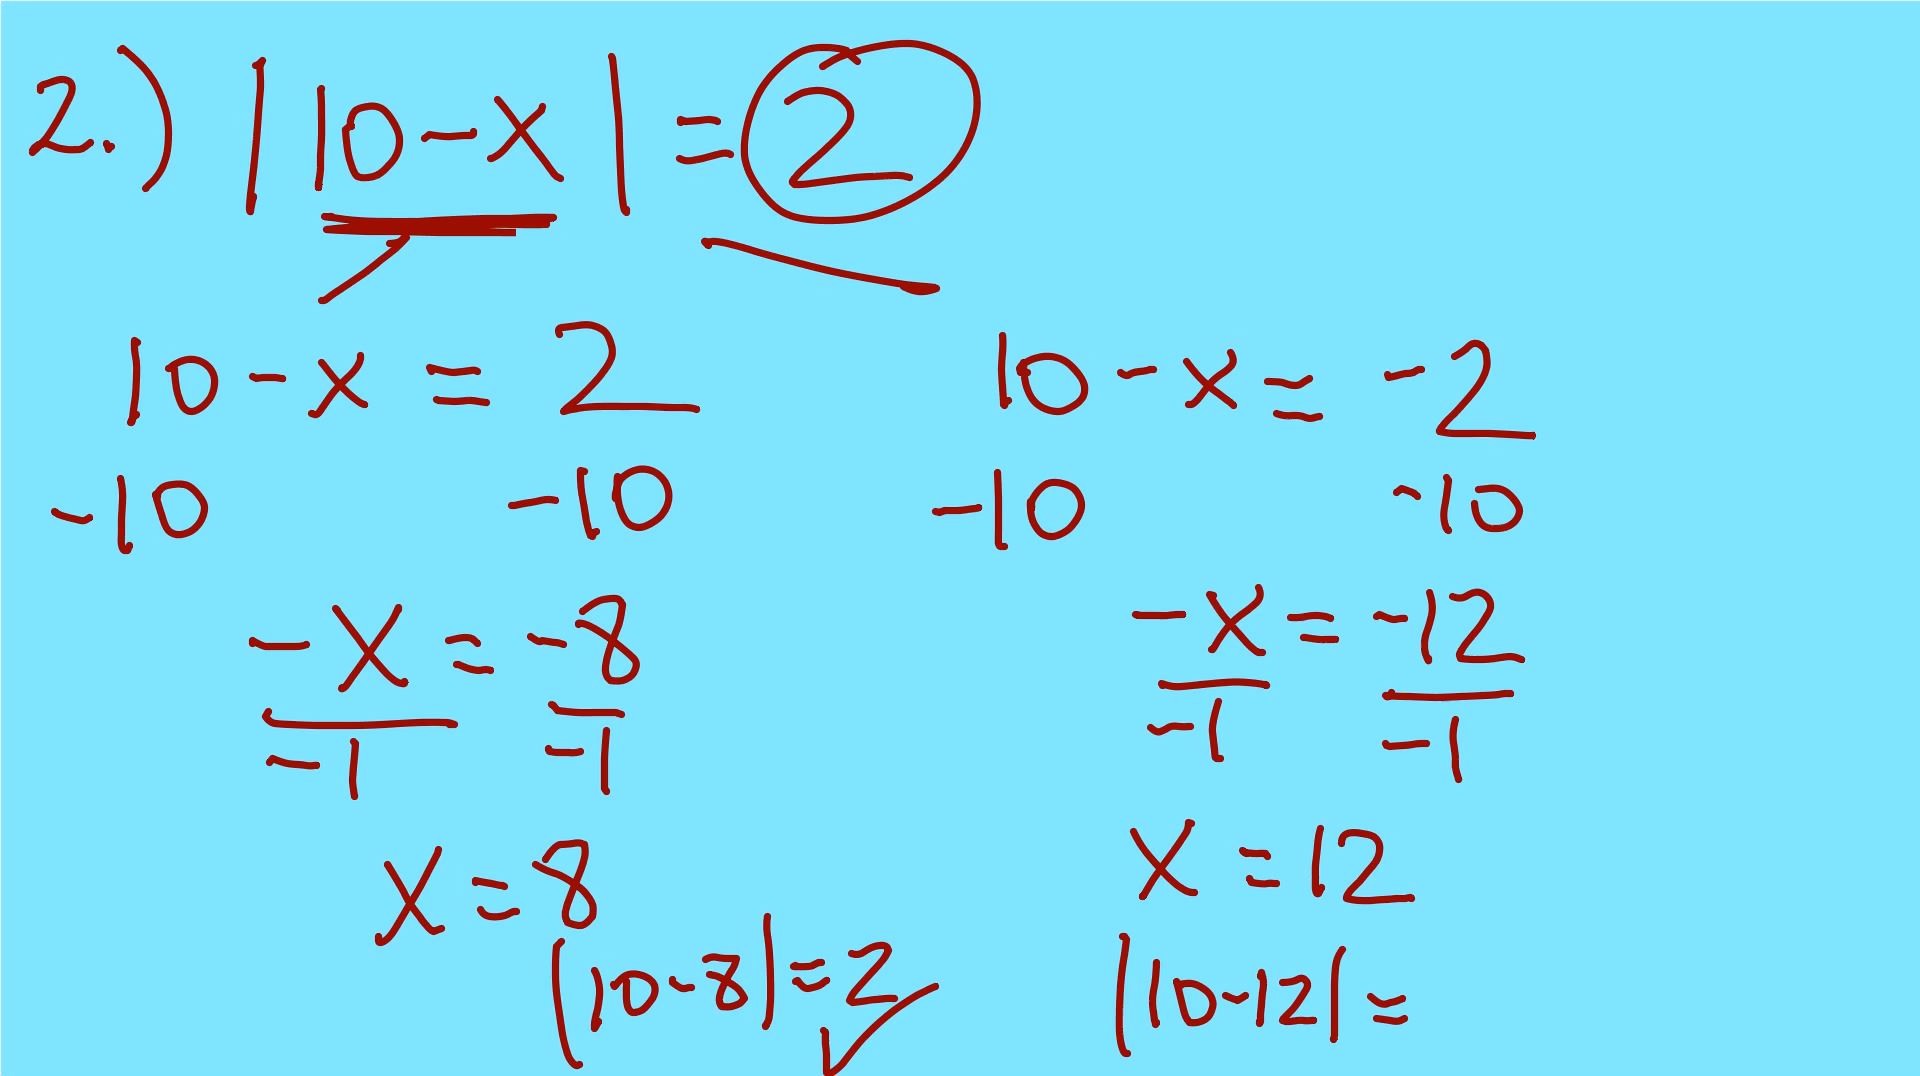 2.) |10-x| = 2
10-x = 2
-10 -10
-x = -8
-1 -1
x = 8
|10-8| = 2
10-x = -2
-10 -10
-x = -12
-1 -1
x = 12
|10-12| =